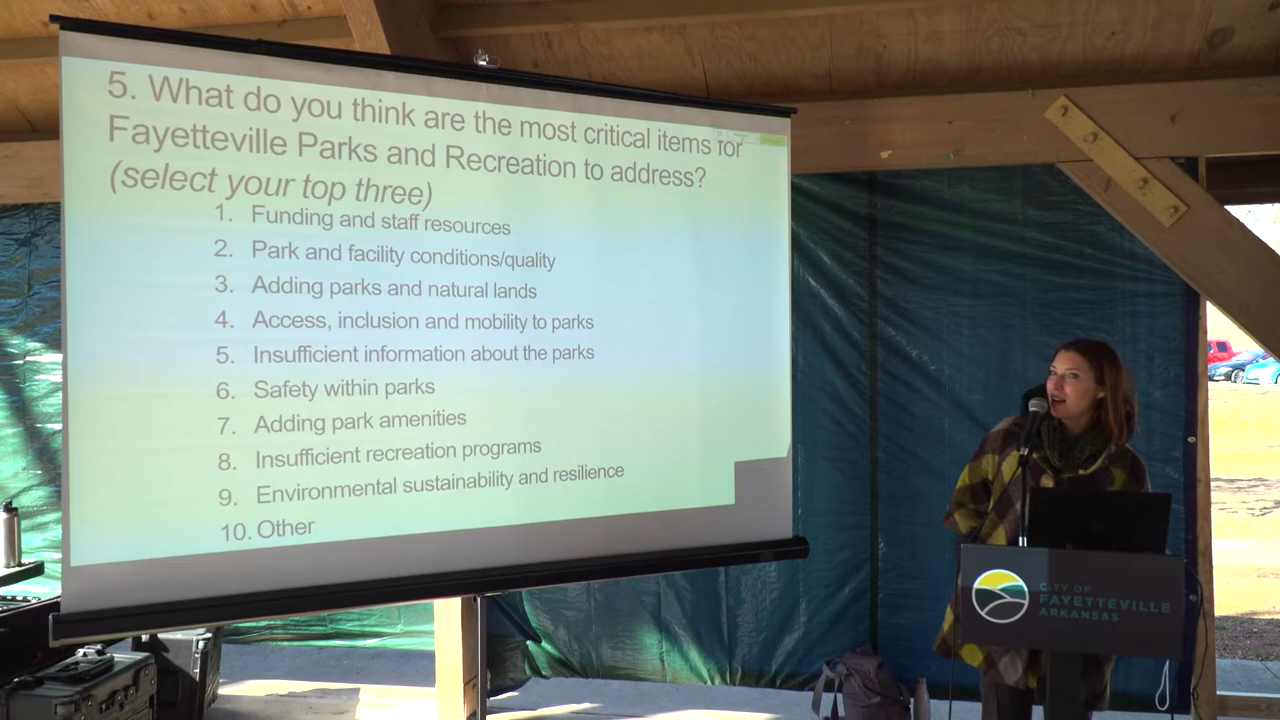 5. What do you think are the most critical items for
Fayetteville Parks and Recreation to address?
(select your top three)
1. Funding and staff resources
2. Park and facility conditions/quality
3. Adding parks and natural lands
4. Access, inclusion and mobility to parks
5. Insufficient information about the parks
6. Safety within parks
7. Adding park amenities
8. Insufficient recreation programs
9. Environmental sustainability and resilience
10. Other
CITY OF
FAYETTEVILLE
ARKANSAS